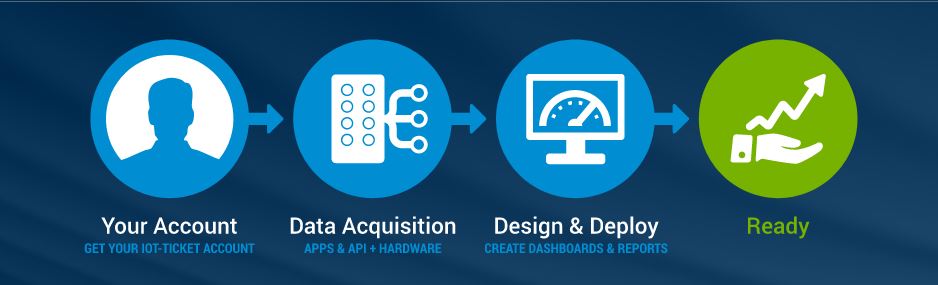 Your Account
GET YOUR IOT-TICKET ACCOUNT
Data Acquisition
APPS & API + HARDWARE
Design & Deploy
CREATE DASHBOARDS & REPORTS
Ready